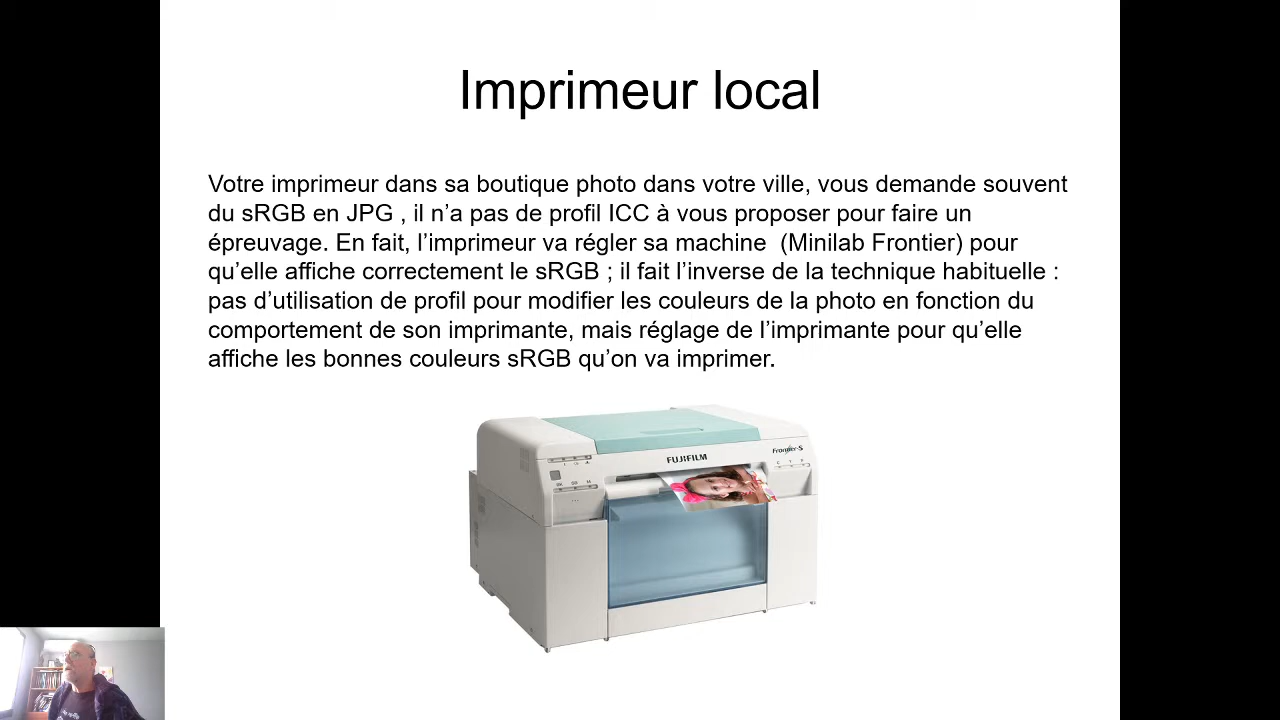 Imprimeur local
Votre imprimeur dans sa boutique photo dans votre ville, vous demande souvent
du sRGB en JPG , il n’a pas de profil ICC à vous proposer pour faire un
épreuvage. En fait, l’imprimeur va régler sa machine  (Minilab Frontier) pour
qu’elle affiche correctement le sRGB ; il fait l’inverse de la technique habituelle :
pas d’utilisation de profil pour modifier les couleurs de la photo en fonction du
comportement de son imprimante, mais réglage de l’imprimante pour qu’elle
affiche les bonnes couleurs sRGB qu’on va imprimer.
FUJIFILM
Frontier-S